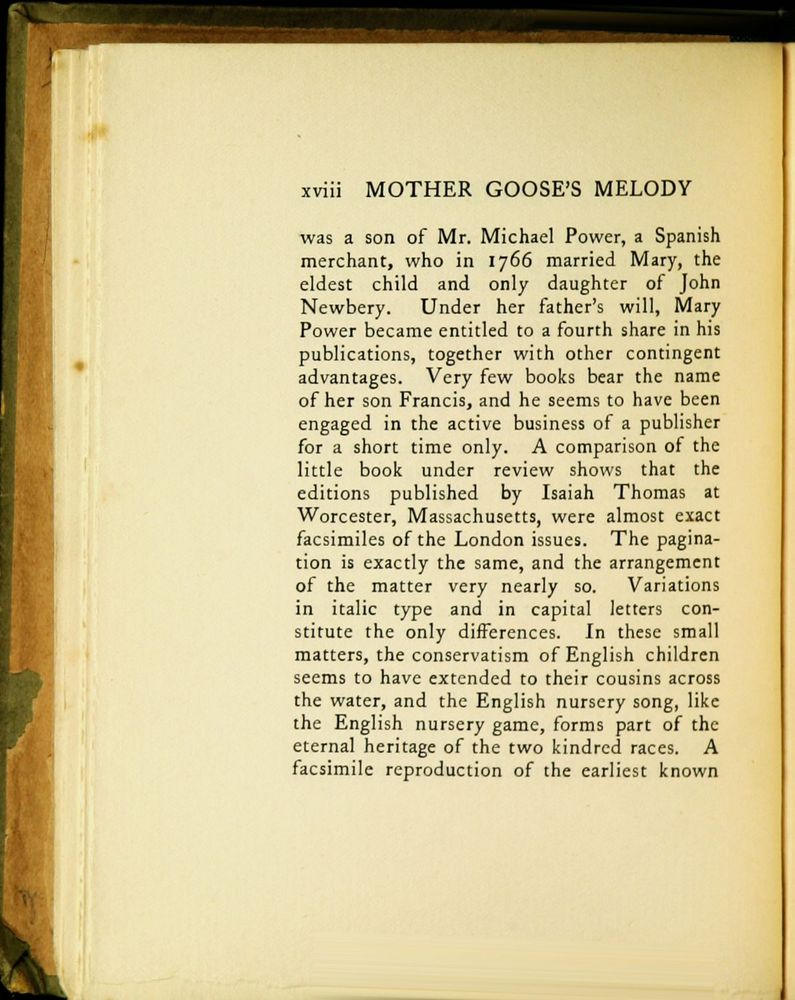 xviii MOTHER GOOSE'S MELODY
was a son of Mr. Michael Power, a Spanish
merchant, who in 1766 married Mary, the
eldest child and only daughter of John
Newbery. Under her father's will, Mary
Power became entitled to a fourth share in his
publications, together with other contingent
advantages. Very few books bear the name
of her son Francis, and he seems to have been
engaged in the active business of a publisher
for a short time only. A comparison of the
little book under review shows that the
editions published by Isaiah Thomas at
Worcester, Massachusetts, were almost exact
facsimiles of the London issues. The pagina-
tion is exactly the same, and the arrangement
of the matter very nearly so. Variations
in italic type and in capital letters con-
stitute the only differences. In these small
matters, the conservatism of English children
seems to have extended to their cousins across
the water, and the English nursery song, like
the English nursery game, forms part of the
eternal heritage of the two kindred races. A
facsimile reproduction of the earliest known